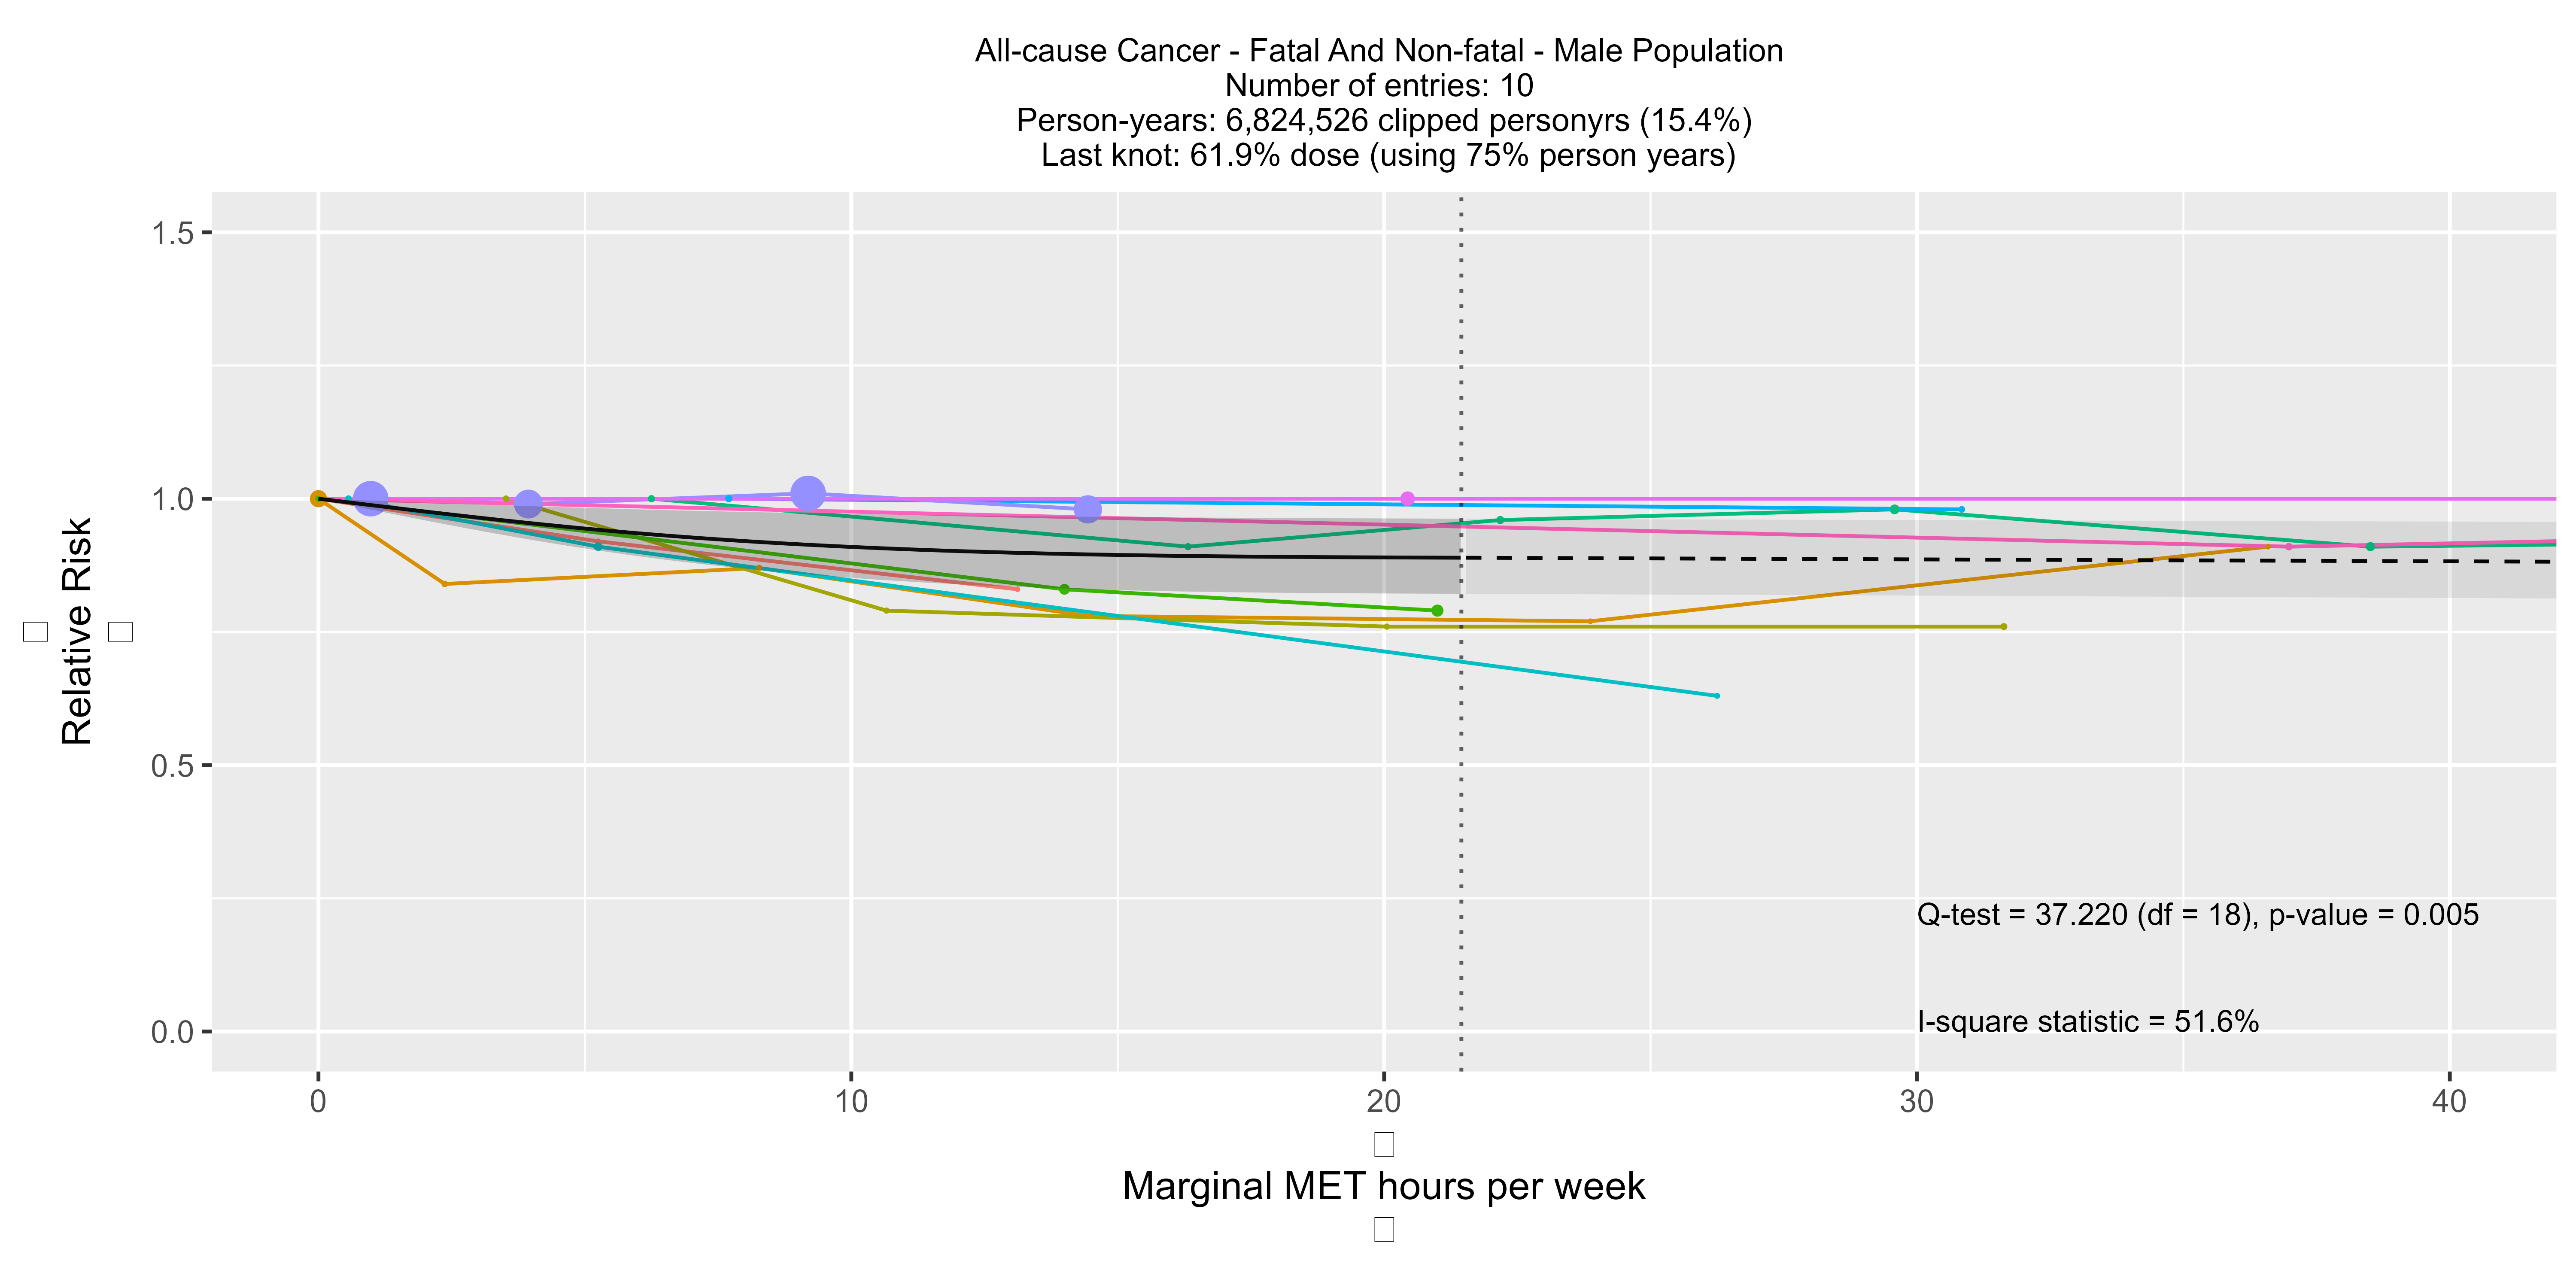 All-cause Cancer - Fatal And Non-fatal - Male Population
Number of entries: 10
Person-years: 6,824,526 clipped personyrs (15.4%)
Last knot: 61.9% dose (using 75% person years)
1.5
1.0
0.5
0.0
Relative Risk
Q-test = 37.220 (df = 18), p-value = 0.005
I-square statistic = 51.6%
0
10
20
30
40
Marginal MET hours per week